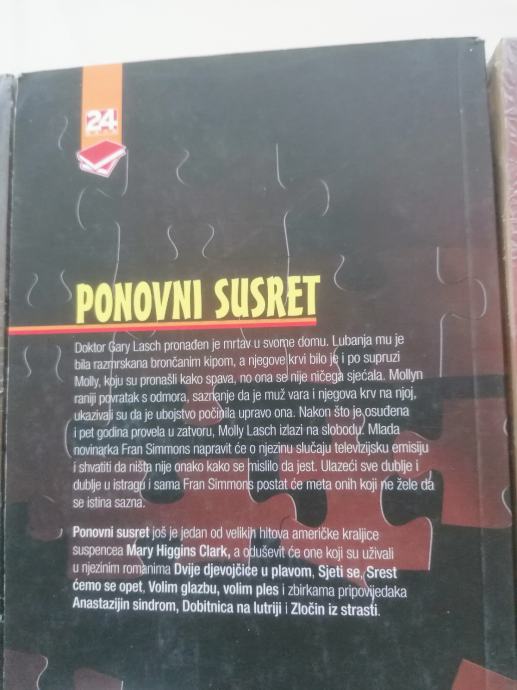 24
PONOVNI SUSRET
Doktor Gary Lasch pronađen je mrtav u svome domu. Lubanja mu je
bila razmrskana brončanim kipom, a njegove krvi bilo je i po supruzi
Molly, koju su pronašli kako spava, no ona se nije ničega sjećala. Mollyn
raniji povratak s odmora, saznanje da je muž vara i njegova krv na njoj,
ukazivali su da je ubojstvo počinila upravo ona. Nakon što je osuđena
i pet godina provela u zatvoru, Molly Lasch izlazi na slobodu. Mlada
novinarka Fran Simmons napravit će o njezinu slučaju televizijsku emisiju
i shvatiti da ništa nije onako kako se mislilo da jest. Ulazeći sve dublje i
dublje u istragu i sama Fran Simmons postat će meta onih koji ne žele da
se istina sazna.
Ponovni susret još je jedan od velikih hitova američke kraljice
suspencea Mary Higgins Clark, a oduševit će one koji su uživali
u njezinim romanima Dvije djevojčice u plavom, Sjeti se, Srest
ćemo se opet, Volim glazbu, volim ples i zbirkama pripovijedaka
Anastazijin sindrom, Dobitnica na lutriji i Zločin iz strasti.